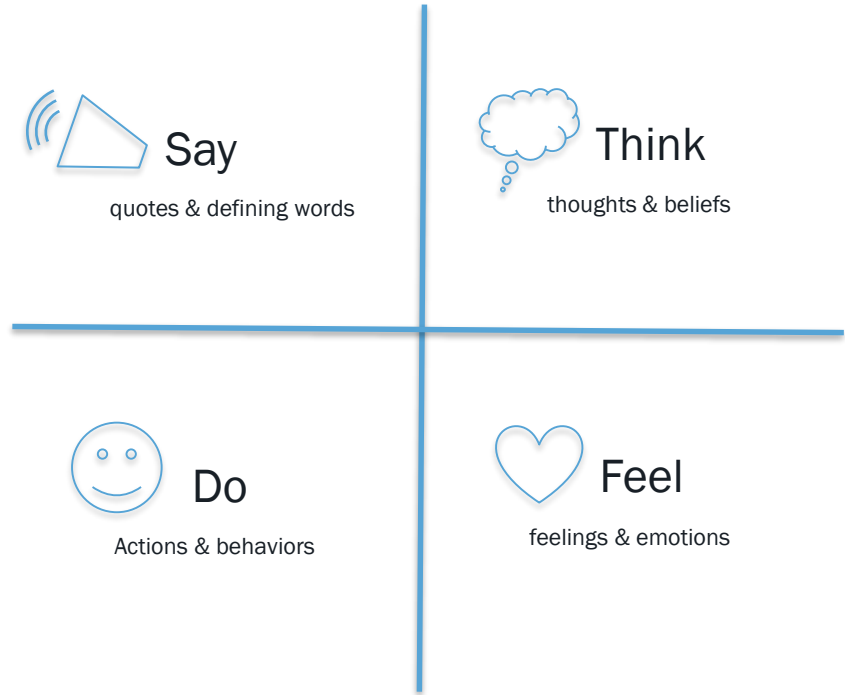 Say
quotes & defining words
Think
thoughts & beliefs
Do
Actions & behaviors
Feel
feelings & emotions